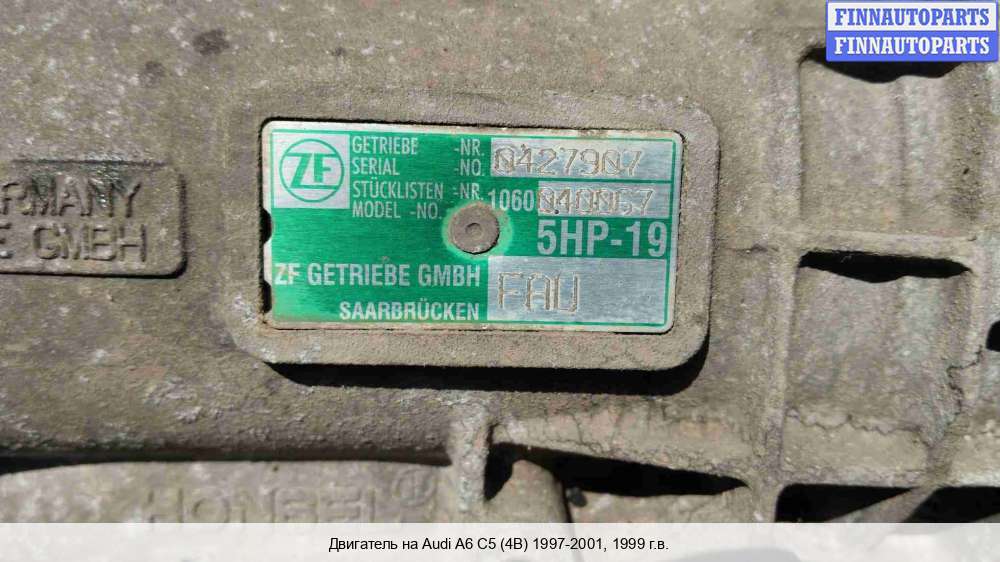 FINNAUTOPARTS
FINNAUTOPARTS
ZF
GETRIEBE -NR.
SERIAL -NO.
0427907
STÜCKLISTEN -NR.
MODEL -NO.
1060 040067
5HP-19
ZF GETRIEBE GMBH
SAARBRÜCKEN
FAU
RMANY
E GMBH
HONSEL®
Двигатель на Audi A6 C5 (4B) 1997-2001, 1999 г.в.